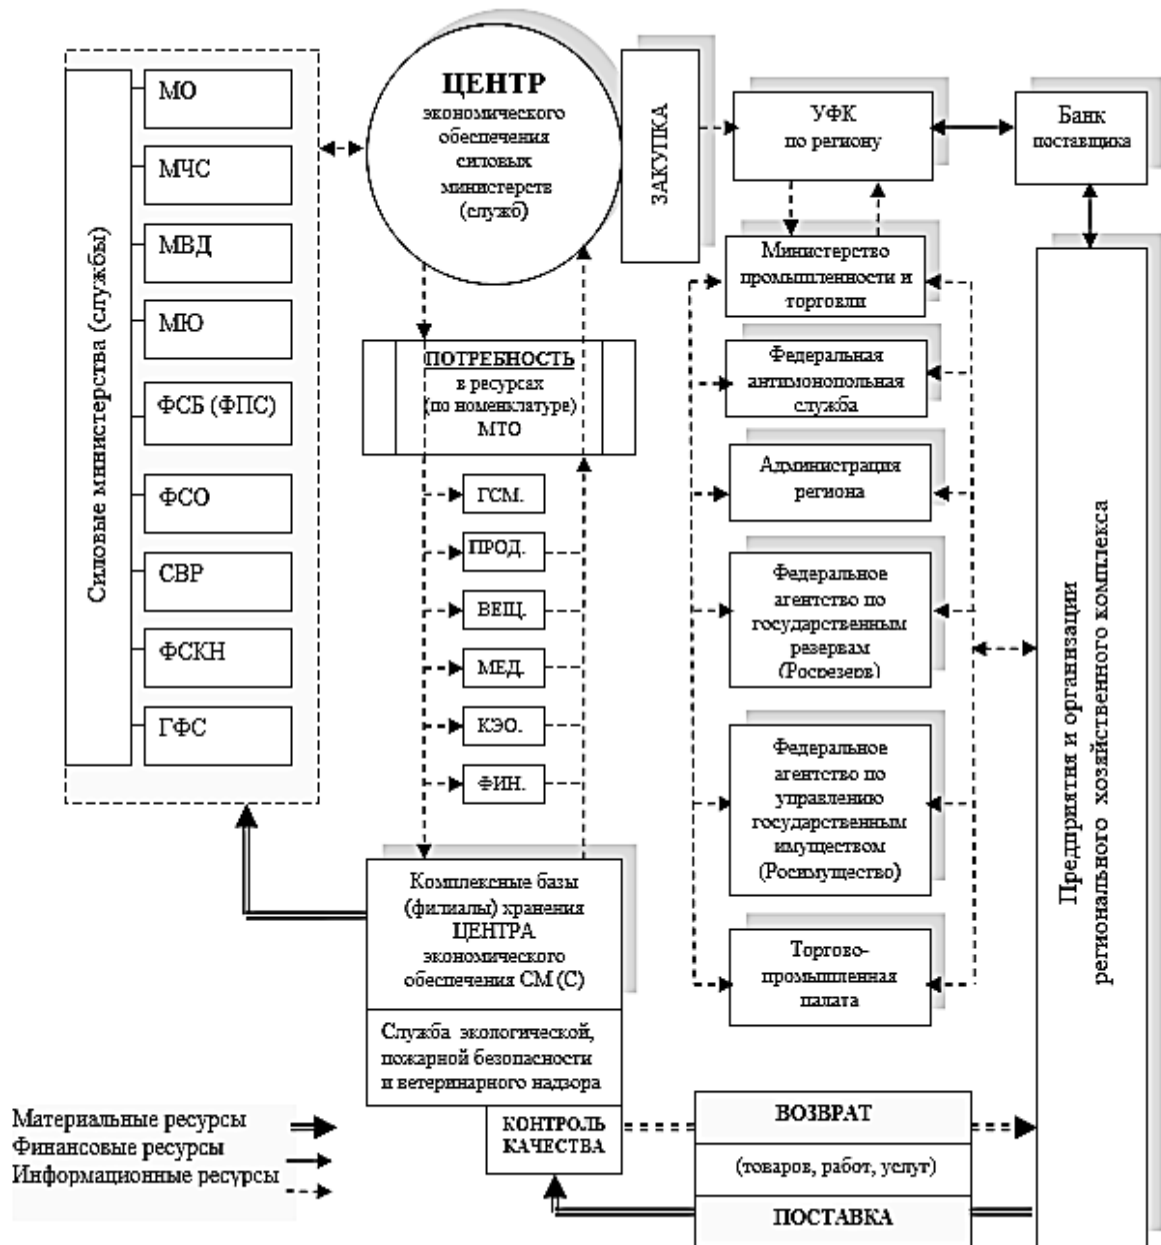 Силовые министерства (службы)
МО
МЧС
МВД
МЮ
ФСБ (ФПС)
ФСО
СВР
ФСКН
ГФС
ЦЕНТР
экономического
обеспечения
силовых
министерств
(служб)
ЗАКУПКА
УФК
по региону
Банк
поставщика
Министерство
промышленности и
торговли
Федеральная
антимонопольная
служба
Администрация
региона
Федеральное
агентство по
государственным
резервам
(Росрезерв)
Федеральное
агентство по
управлению
государственным
имуществом
(Росимущество)
Торгово-
промышленная
палата
Предприятия и организации
регионального хозяйственного комплекса
ПОТРЕБНОСТЬ
в ресурсах
(по номенклатуре)
МТО
ГСМ.
ПРОД.
ВЕЩ.
МЕД.
КЭО.
ФИН.
Комплексные базы
(филиалы) хранения
ЦЕНТРА
экономического
обеспечения СМ (С)
Служба экологической,
пожарной безопасности
и ветеринарного надзора
КОНТРОЛЬ
КАЧЕСТВА
ВОЗВРАТ
(товаров, работ, услуг)
ПОСТАВКА
Материальные ресурсы
Финансовые ресурсы
Информационные ресурсы